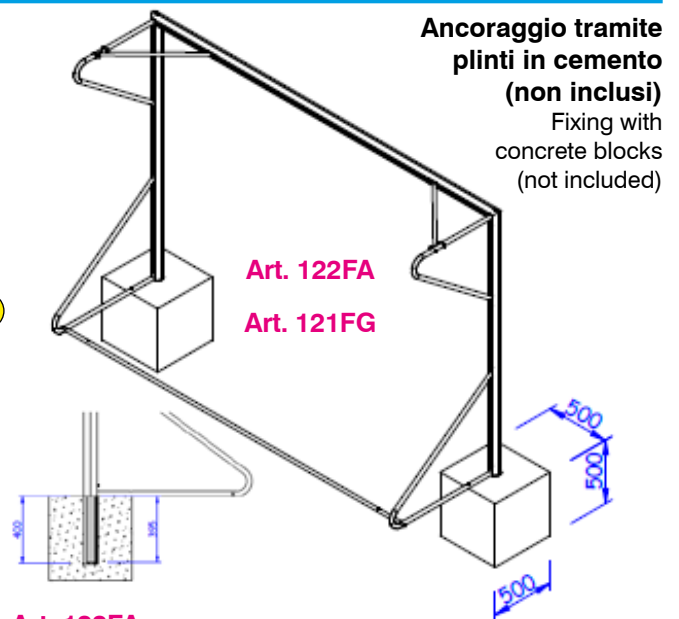 Ancoraggio tramite
plinti in cemento
(non inclusi)
Fixing with
concrete blocks
(not included)
Art. 122FA
Art. 121FG
500
500
500
400
395